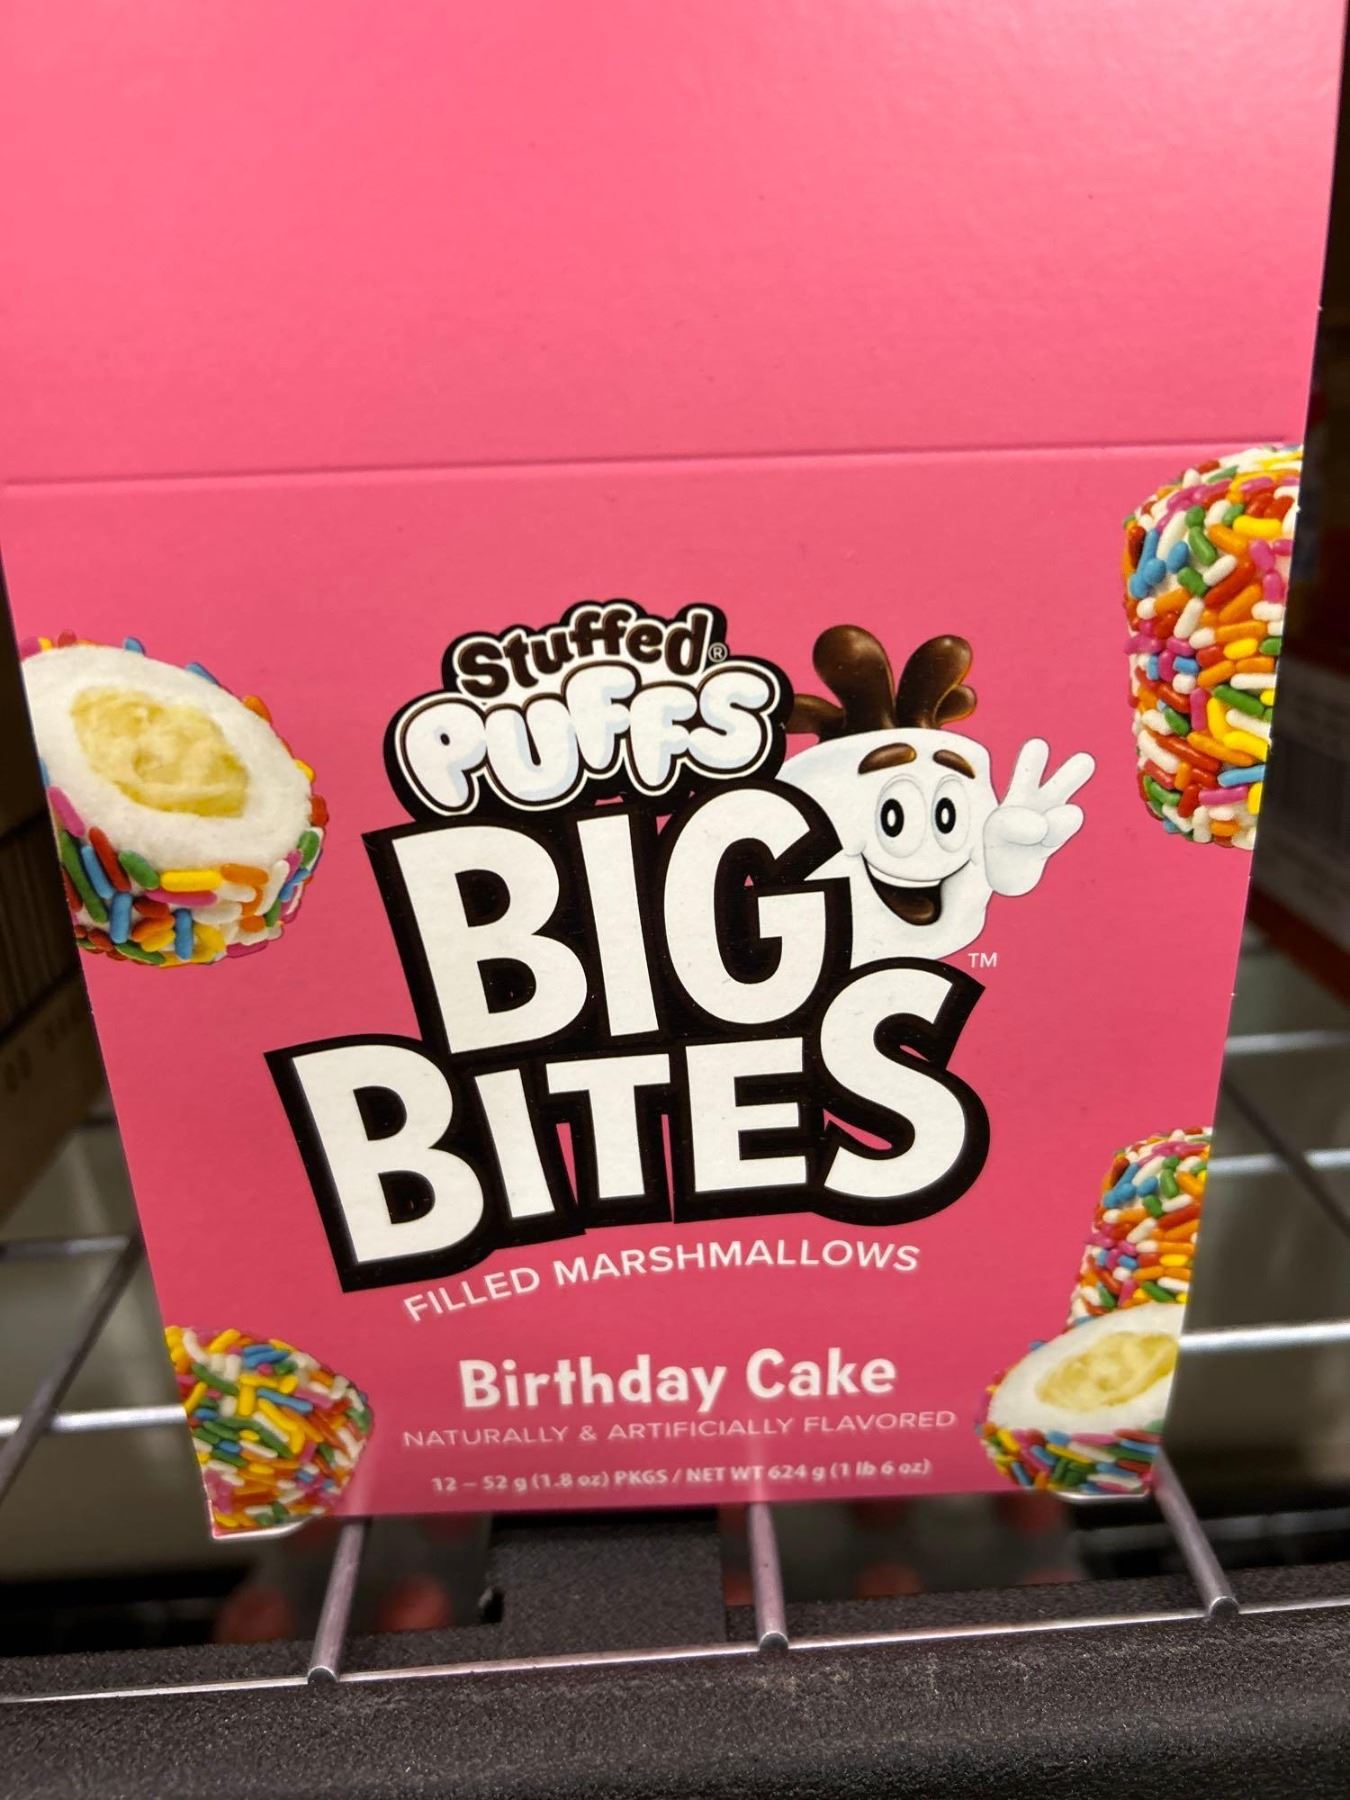 Stuffed®
PUFFS
BIG
BITES
TM
FILLED MARSHMALLOWS
Birthday Cake
NATURALLY & ARTIFICIALLY FLAVORED
12 – 52 g (1.8 oz) PKGS / NET WT 624 g (1 lb 6 oz)